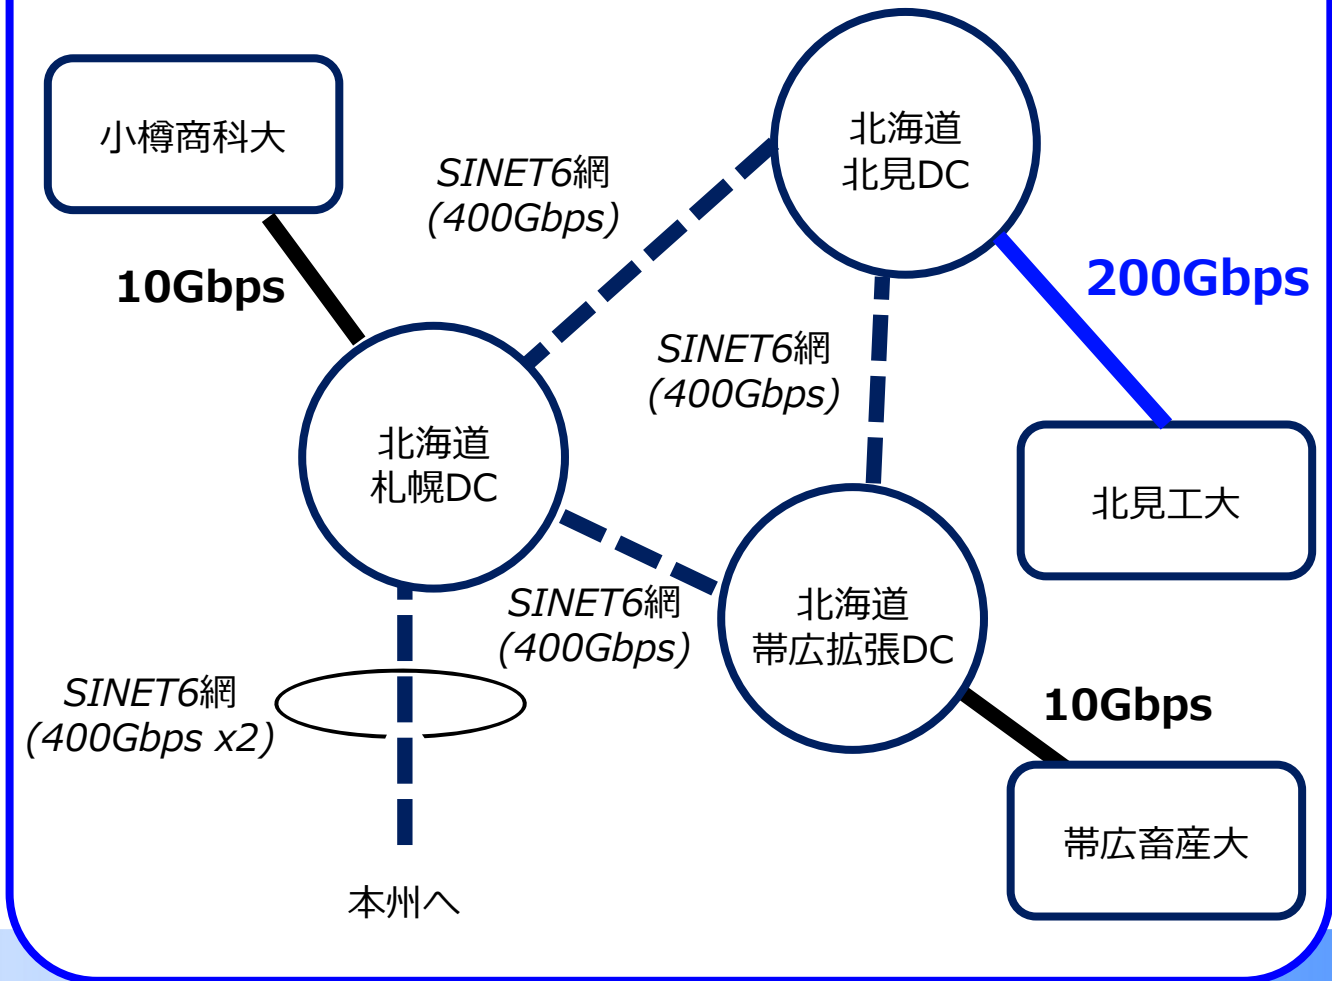 小樽商科大
北海道
北見DC
SINET6網
(400Gbps)
10Gbps
200Gbps
SINET6網
(400Gbps)
北海道
札幌DC
北見工大
SINET6網
(400Gbps)
北海道
帯広拡張DC
SINET6網
(400Gbps x2)
10Gbps
帯広畜産大
本州へ